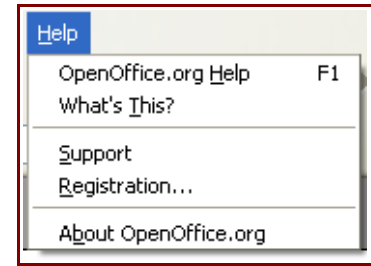 Help
OpenOffice.org Help F1
What's This?
Support
Registration...
About OpenOffice.org